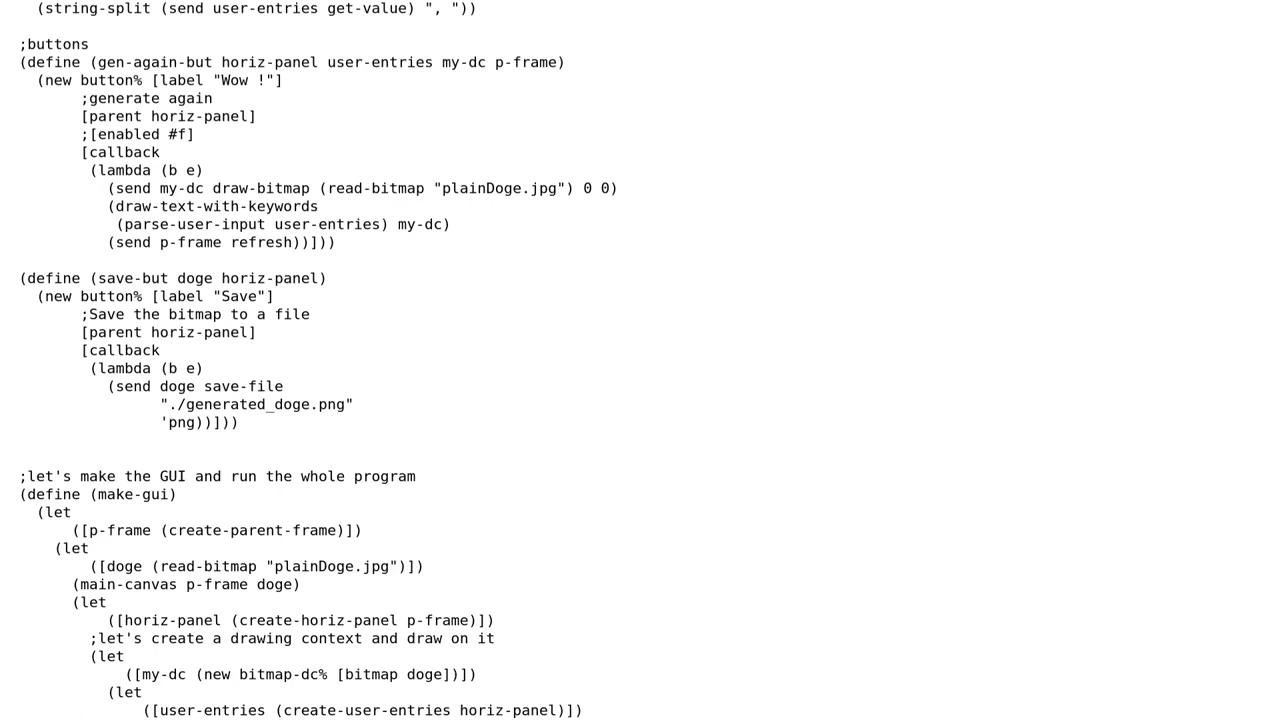 (string-split (send user-entries get-value) ", "))
;buttons
(define (gen-again-but horiz-panel user-entries my-dc p-frame)
(new button% [label "Wow !"]
;generate again
[parent horiz-panel]
;[enabled #f]
[callback
(lambda (b e)
(send my-dc draw-bitmap (read-bitmap "plainDoge.jpg") 0 0)
(draw-text-with-keywords
(parse-user-input user-entries) my-dc)
(send p-frame refresh))]))
(define (save-but doge horiz-panel)
(new button% [label "Save"]
;Save the bitmap to a file
[parent horiz-panel]
[callback
(lambda (b e)
(send doge save-file
"./generated_doge.png"
'png))]))
;let's make the GUI and run the whole program
(define (make-gui)
(let
([p-frame (create-parent-frame)])
(let
([doge (read-bitmap "plainDoge.jpg")])
(main-canvas p-frame doge)
(let
([horiz-panel (create-horiz-panel p-frame)])
;let's create a drawing context and draw on it
(let
([my-dc (new bitmap-dc% [bitmap doge])])
(let
([user-entries (create-user-entries horiz-panel)])